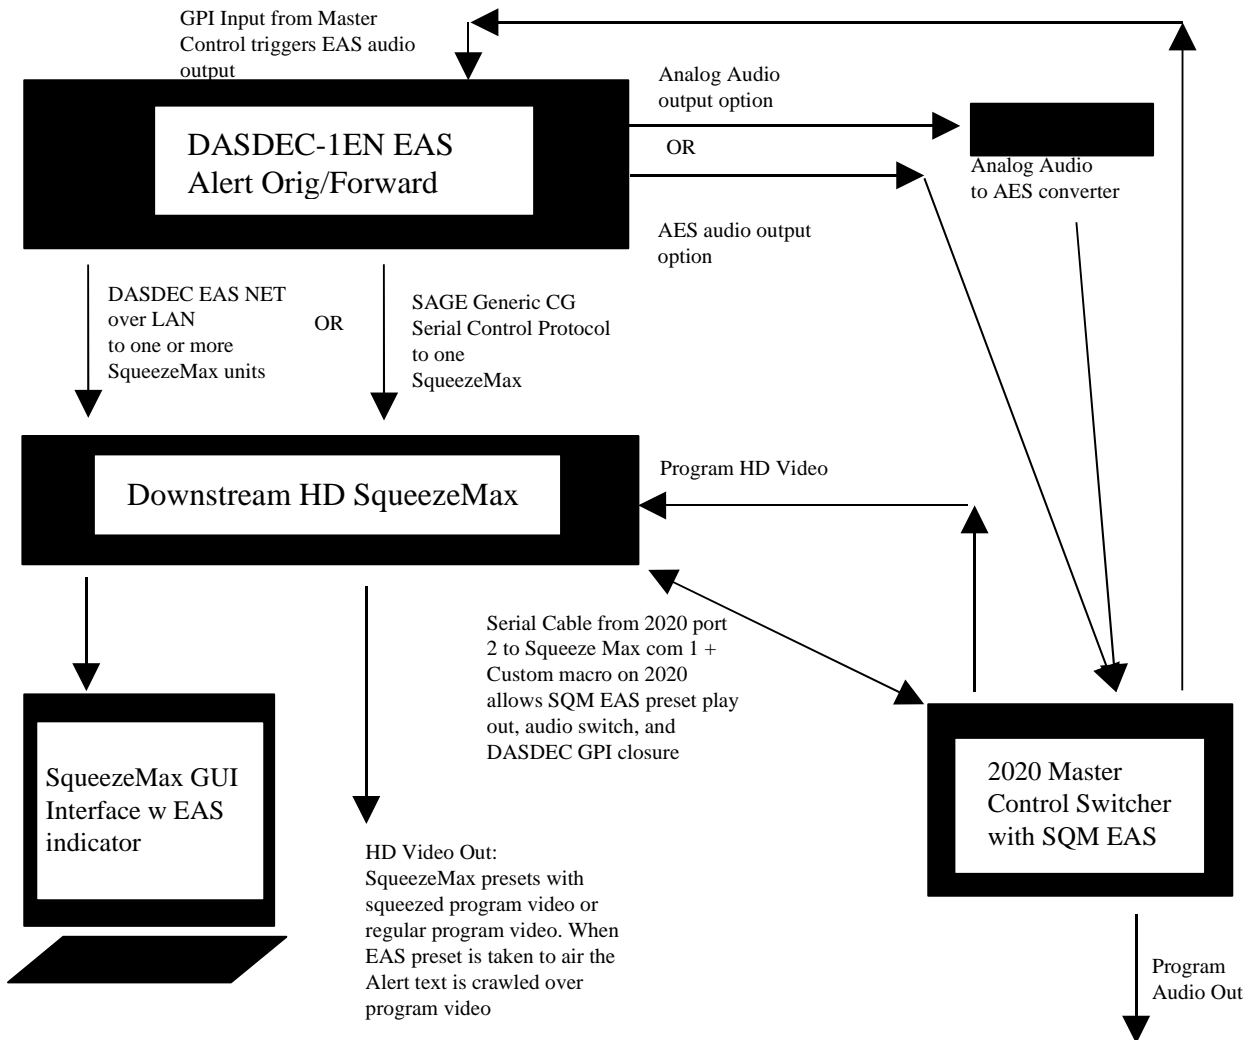 GPI Input from Master
Control triggers EAS audio
output
DASDEC-1EN EAS
Alert Orig/Forward
Analog Audio
output option
OR
AES audio output
option
Analog Audio
to AES converter
DASDEC EAS NET
over LAN
to one or more
SqueezeMax units
OR
SAGE Generic CG
Serial Control Protocol
to one
SqueezeMax
Downstream HD SqueezeMax
Program HD Video
Serial Cable from 2020 port
2 to Squeeze Max com 1 +
Custom macro on 2020
allows SQM EAS preset play
out, audio switch, and
DASDEC GPI closure
SqueezeMax GUI
Interface w EAS
indicator
HD Video Out:
SqueezeMax presets with
squeezed program video or
regular program video. When
EAS preset is taken to air the
Alert text is crawled over
program video
2020 Master
Control Switcher
with SQM EAS
Program
Audio Out